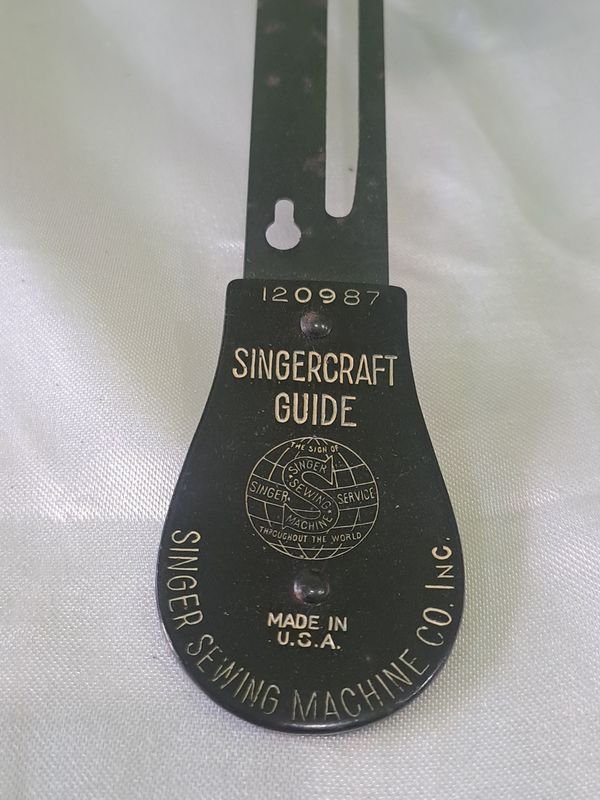 120987
SINGERCRAFT
GUIDE
THE SIGN OF
SINGER
SEWING
MACHINE
SINGER SERVICE
THROUGHOUT THE WORLD
MADE IN
U.S.A.
SINGER SEWING MACHINE CO. INC.